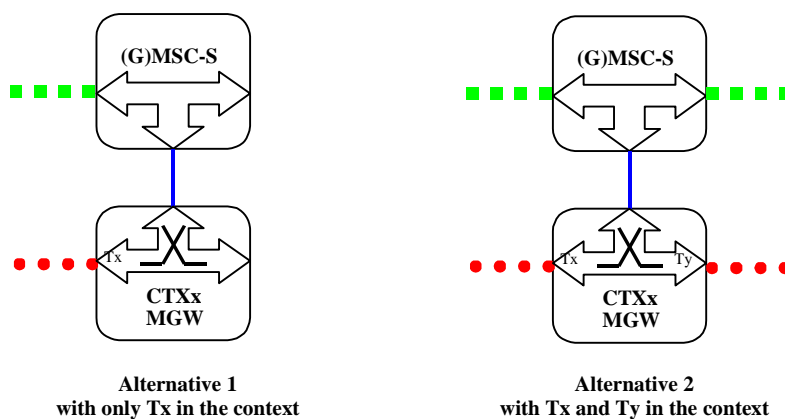 (G)MSC-S
(G)MSC-S
Tx
Tx
Ty
CTXx
MGW
CTXx
MGW
Alternative 1
with only Tx in the context
Alternative 2
with Tx and Ty in the context